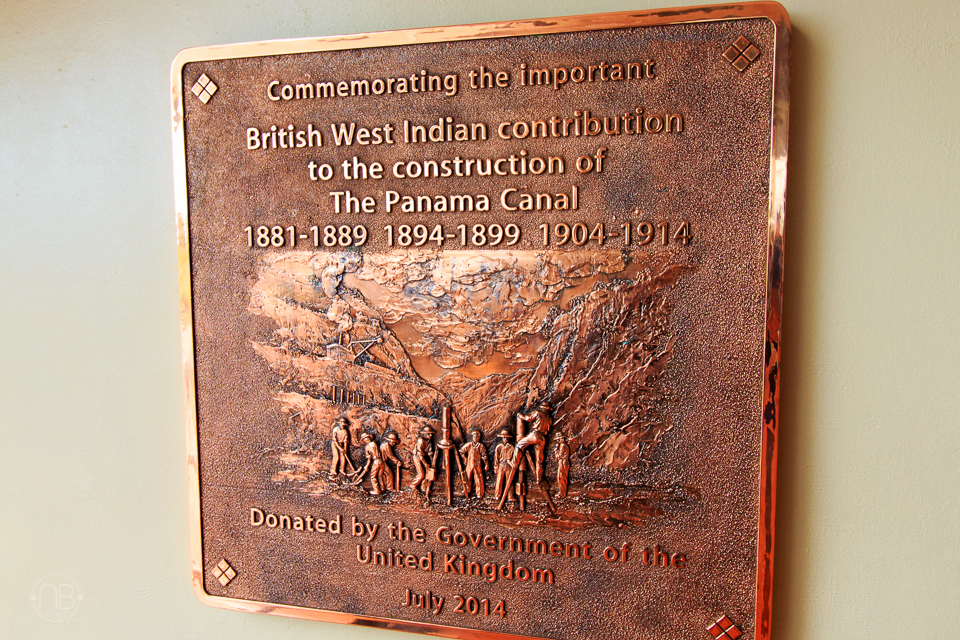 Commemorating the important
British West Indian contribution
to the construction of
The Panama Canal
1881-1889 1894-1899 1904-1914
Donated by the Government of the
United Kingdom
July 2014
NB